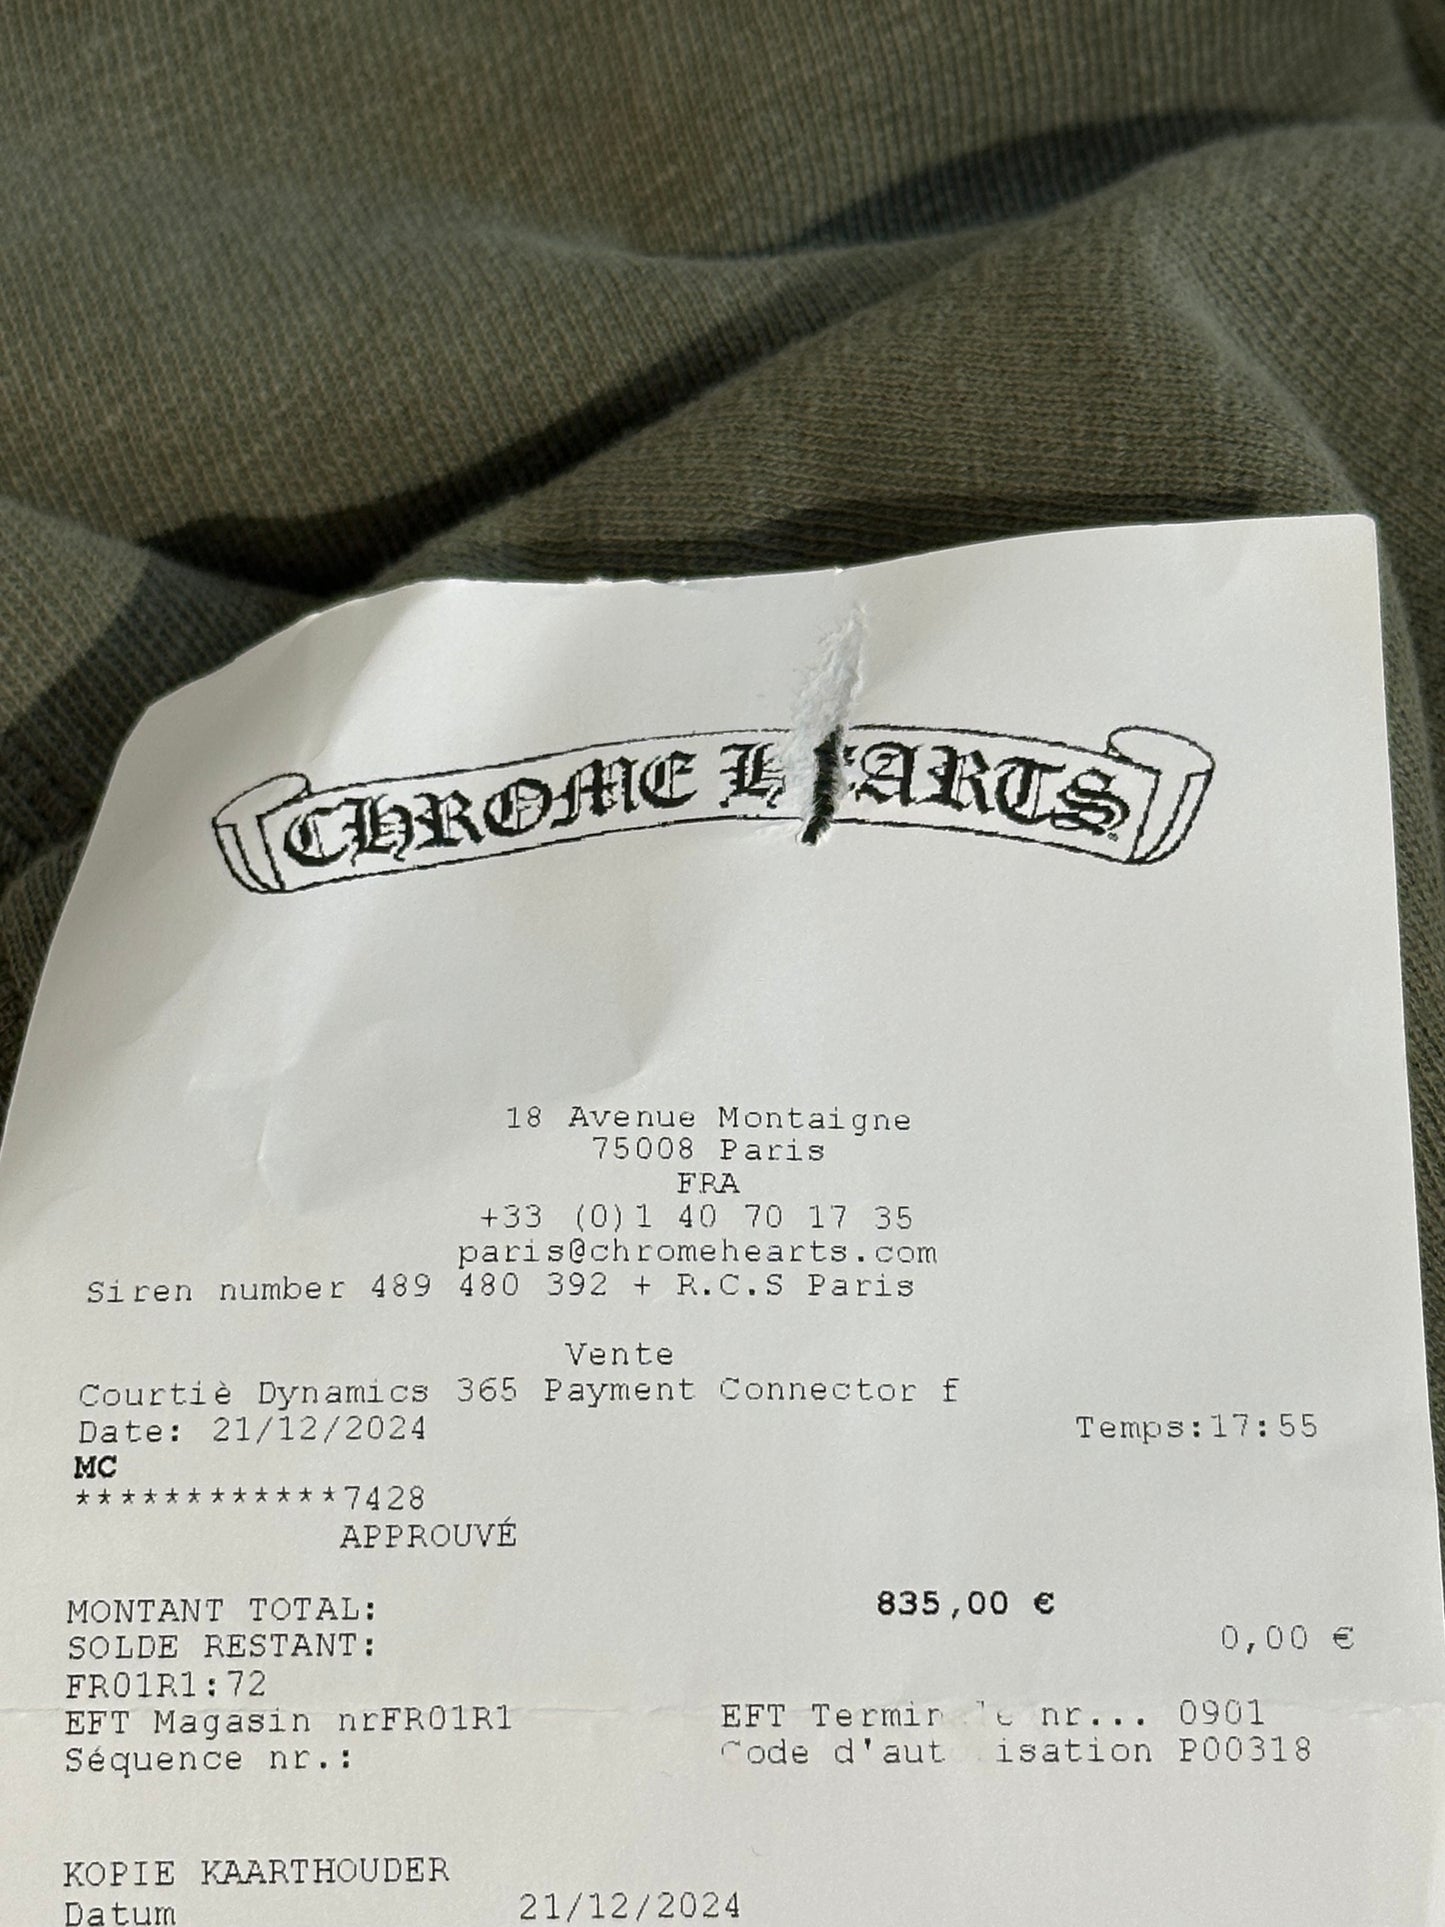 CHROME HEARTS
18 Avenue Montaigne
75008 Paris
FRA
+33 (0)1 40 70 17 35
paris@chromehearts.com
Siren number 489 480 392 + R.C.S Paris
Vente
Courtiè Dynamics 365 Payment Connector f
Date: 21/12/2024 Temps:17:55
MC
************7428
APPROUVÉ
MONTANT TOTAL: 835,00 €
SOLDE RESTANT: 0,00 €
FR01R1:72
EFT Magasin nrFR01R1 EFT nr... 0901
Séquence nr.: Code d'autorisation P00318
KOPIE KAARTHOUDER
Datum 21/12/2024